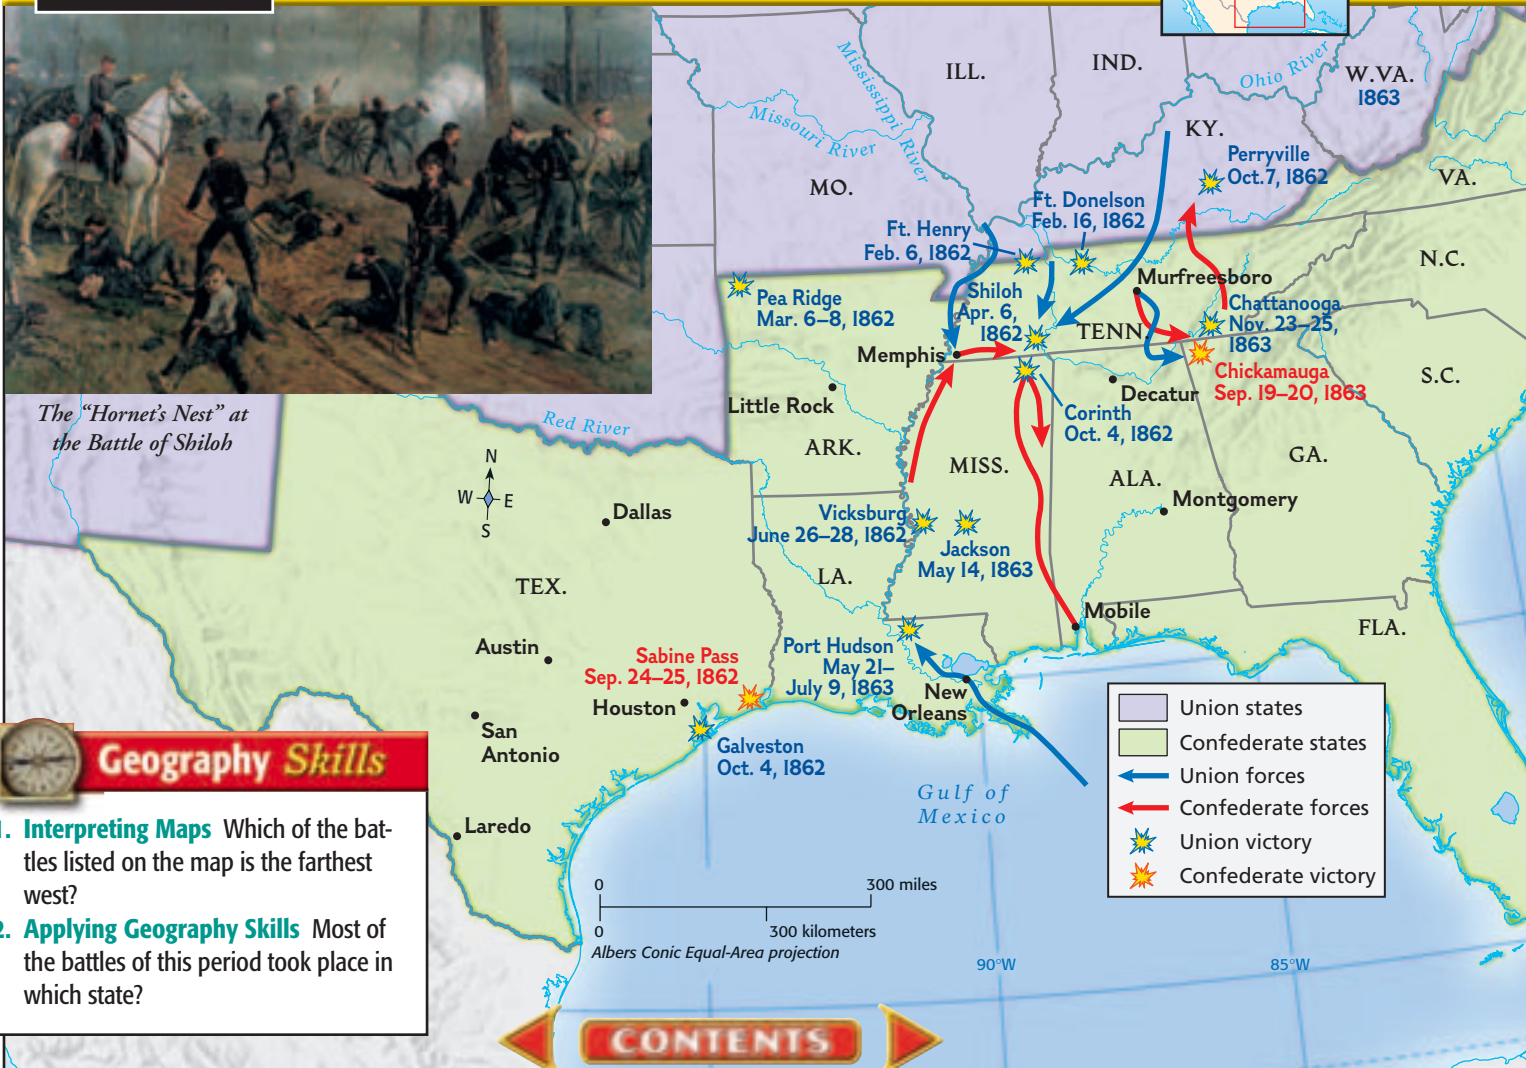 The "Hornet's Nest" at
the Battle of Shiloh
ILL.
IND.
Ohio River
W.VA.
1863
Mississippi River
Missouri River
KY.
MO.
VA.
Perryville
Oct.7, 1862
Ft. Donelson
Feb. 16, 1862
Ft. Henry
Feb. 6, 1862
N.C.
Murfreesboro
Pea Ridge
Mar. 6–8, 1862
Shiloh
Apr. 6,
1862
TENN.
Chattanooga
Nov. 23–25,
1863
Memphis
Chickamauga
Sep. 19–20, 1863
S.C.
Little Rock
Decatur
Corinth
Oct. 4, 1862
Red River
ARK.
MISS.
ALA.
GA.
N
W
E
S
Dallas
Montgomery
Vicksburg
June 26–28, 1862
Jackson
May 14, 1863
TEX.
LA.
Mobile
FLA.
Austin
Sabine Pass
Sep. 24–25, 1862
Port Hudson
May 21–
July 9, 1863
New
Orleans
Houston
San
Antonio
Galveston
Oct. 4, 1862
Laredo
Gulf of
Mexico
Union states
Confederate states
Union forces
Confederate forces
Union victory
Confederate victory
0
300 miles
0
300 kilometers
Albers Conic Equal-Area projection
90°W
85°W
Geography Skills
1. Interpreting Maps Which of the bat-
tles listed on the map is the farthest
west?
2. Applying Geography Skills Most of
the battles of this period took place in
which state?
CONTENTS